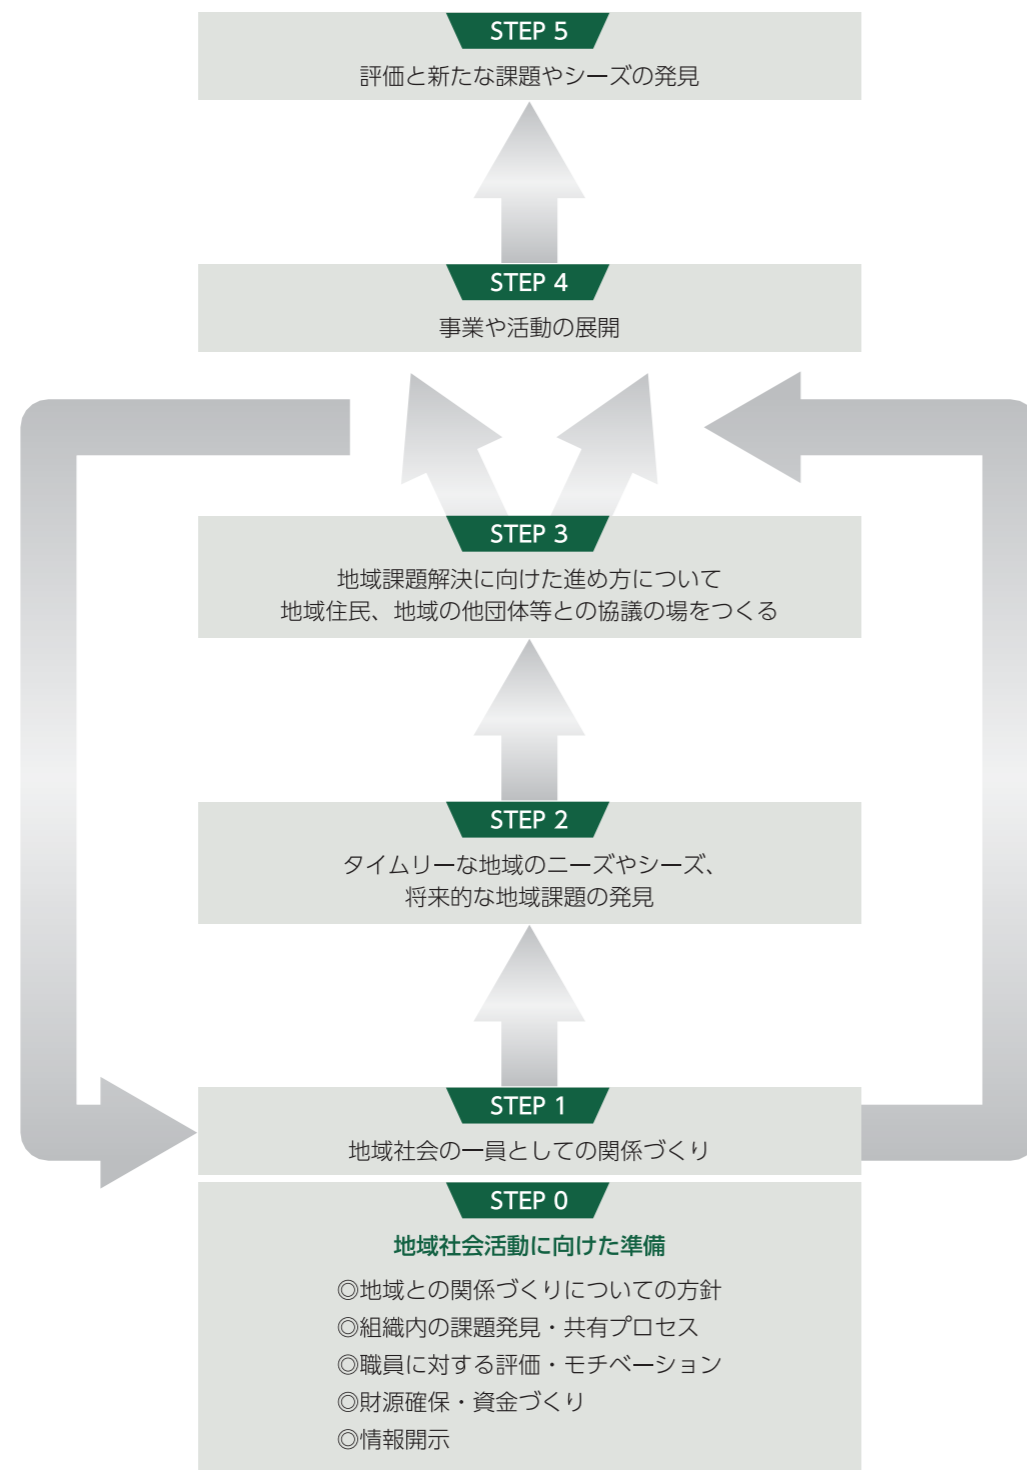 STEP 5
評価と新たな課題やシーズの発見
STEP 4
事業や活動の展開
STEP 3
地域課題解決に向けた進め方について
地域住民、地域の他団体等との協議の場をつくる
STEP 2
タイムリーな地域のニーズやシーズ、
将来的な地域課題の発見
STEP 1
地域社会の一員としての関係づくり
STEP 0
地域社会活動に向けた準備
◎地域との関係づくりについての方針
◎組織内の課題発見・共有プロセス
◎職員に対する評価・モチベーション
◎財源確保・資金づくり
◎情報開示